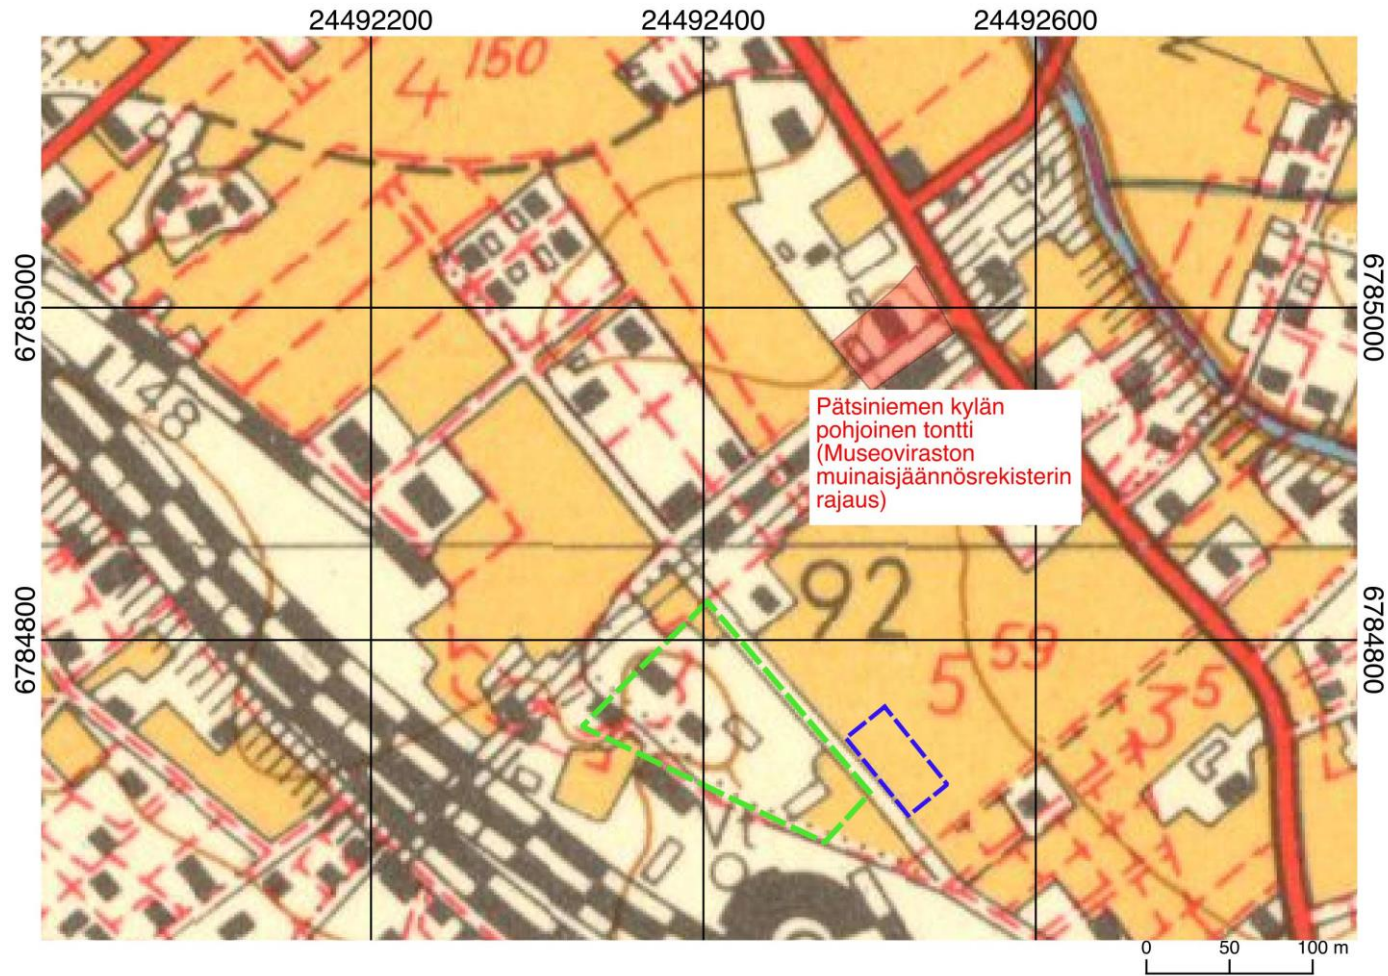 24492200 24492400 24492600
150
4
6785000 6785000
148
Pätsiniemen kylän
pohjoinen tontti
(Museoviraston
muinaisjäännösrekisterin
rajaus)
92
6784800 6784800
5 59
35
Vt
0 50 100 m